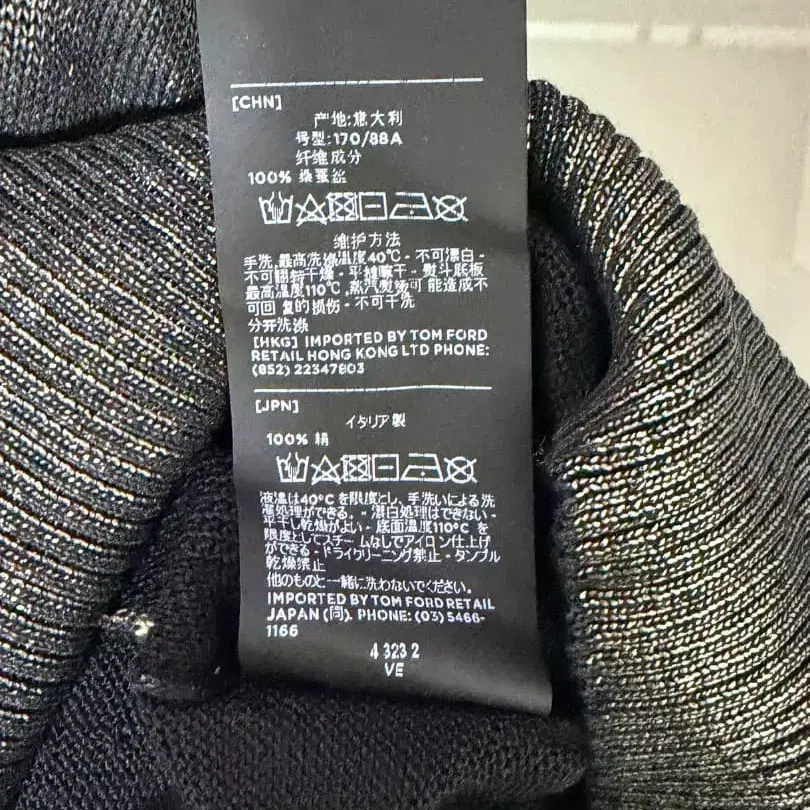 [CHN]
产地:意大利
号型:170/88A
纤维成分
100% 桑蚕丝
维护方法
手洗,最高洗涤温度40℃ - 不可漂白 -
不可翻转干燥 - 平摊晾干 - 熨斗底板
最高温度110℃,蒸汽熨烫可 能造成不
可回 复的损伤 - 不可干洗
分开洗涤
[HKG] IMPORTED BY TOM FORD
RETAIL HONG KONG LTD PHONE:
(852) 22347803
[JPN]
イタリア製
100% 絹
液温は40℃ を限度とし、手洗いによる洗
濯処理ができる。- 漂白処理はできない -
平干し乾燥がよい - 底面温度110℃ を
限度としてスチームなしでアイロン仕上げ
ができる - ドライクリーニング禁止 - タンブル
乾燥禁止
他のものと一緒に洗わないでください。
IMPORTED BY TOM FORD RETAIL
JAPAN (同). PHONE: (03) 5466-
1166
4 323 2
VE